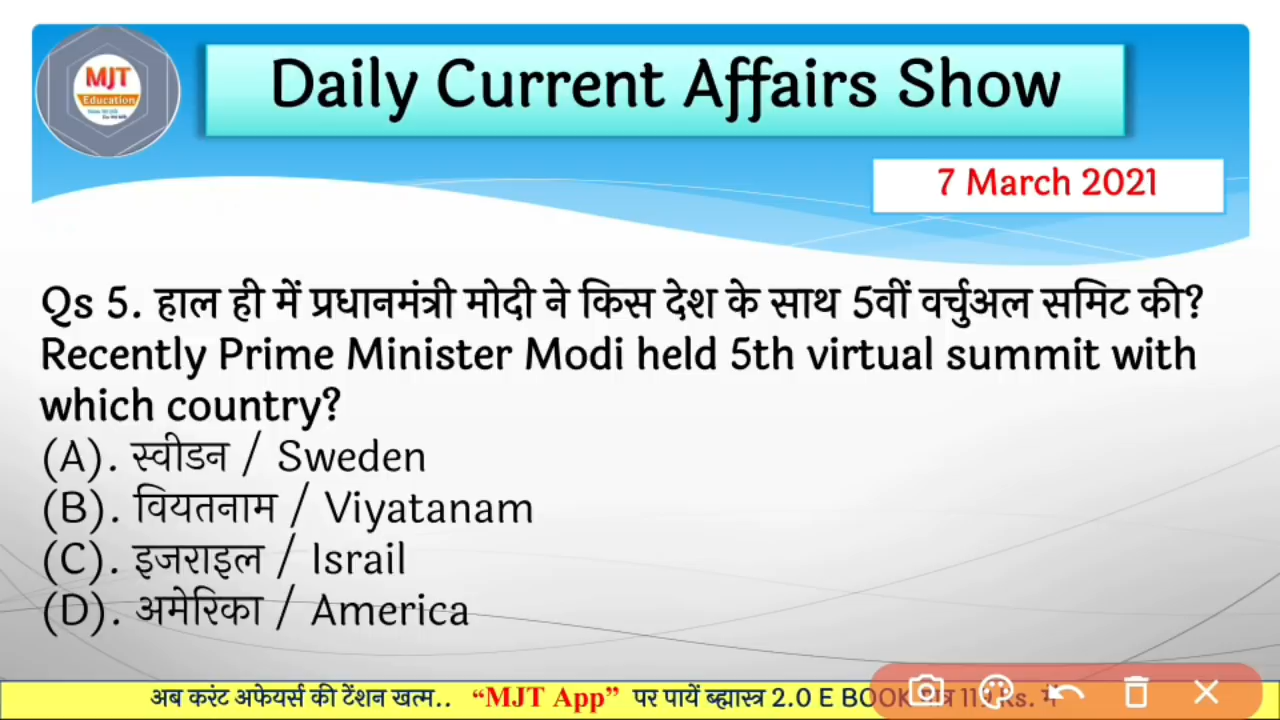 MJT
Education
Daily Current Affairs Show
7 March 2021
Qs 5. हाल ही में प्रधानमंत्री मोदी ने किस देश के साथ 5वीं वर्चुअल समिट की?
Recently Prime Minister Modi held 5th virtual summit with
which country?
(A). स्वीडन / Sweden
(B). वियतनाम / Viyatanam
(C). इजराइल / Israil
(D). अमेरिका / America
अब करंट अफेयर्स की टेंशन खत्म.. “MJT App” पर पायें ब्ह्मास्त्र 2.0 E BOOK Rs. में